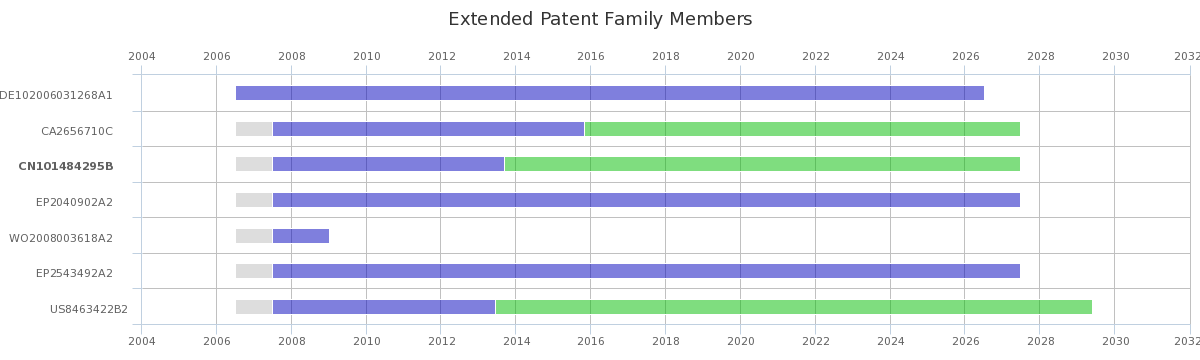 Extended Patent Family Members
2004 2006 2008 2010 2012 2014 2016 2018 2020 2022 2024 2026 2028 2030 2032
DE102006031268A1
CA2656710C
CN101484295B
EP2040902A2
WO2008003618A2
EP2543492A2
US8463422B2
2004 2006 2008 2010 2012 2014 2016 2018 2020 2022 2024 2026 2028 2030 2032